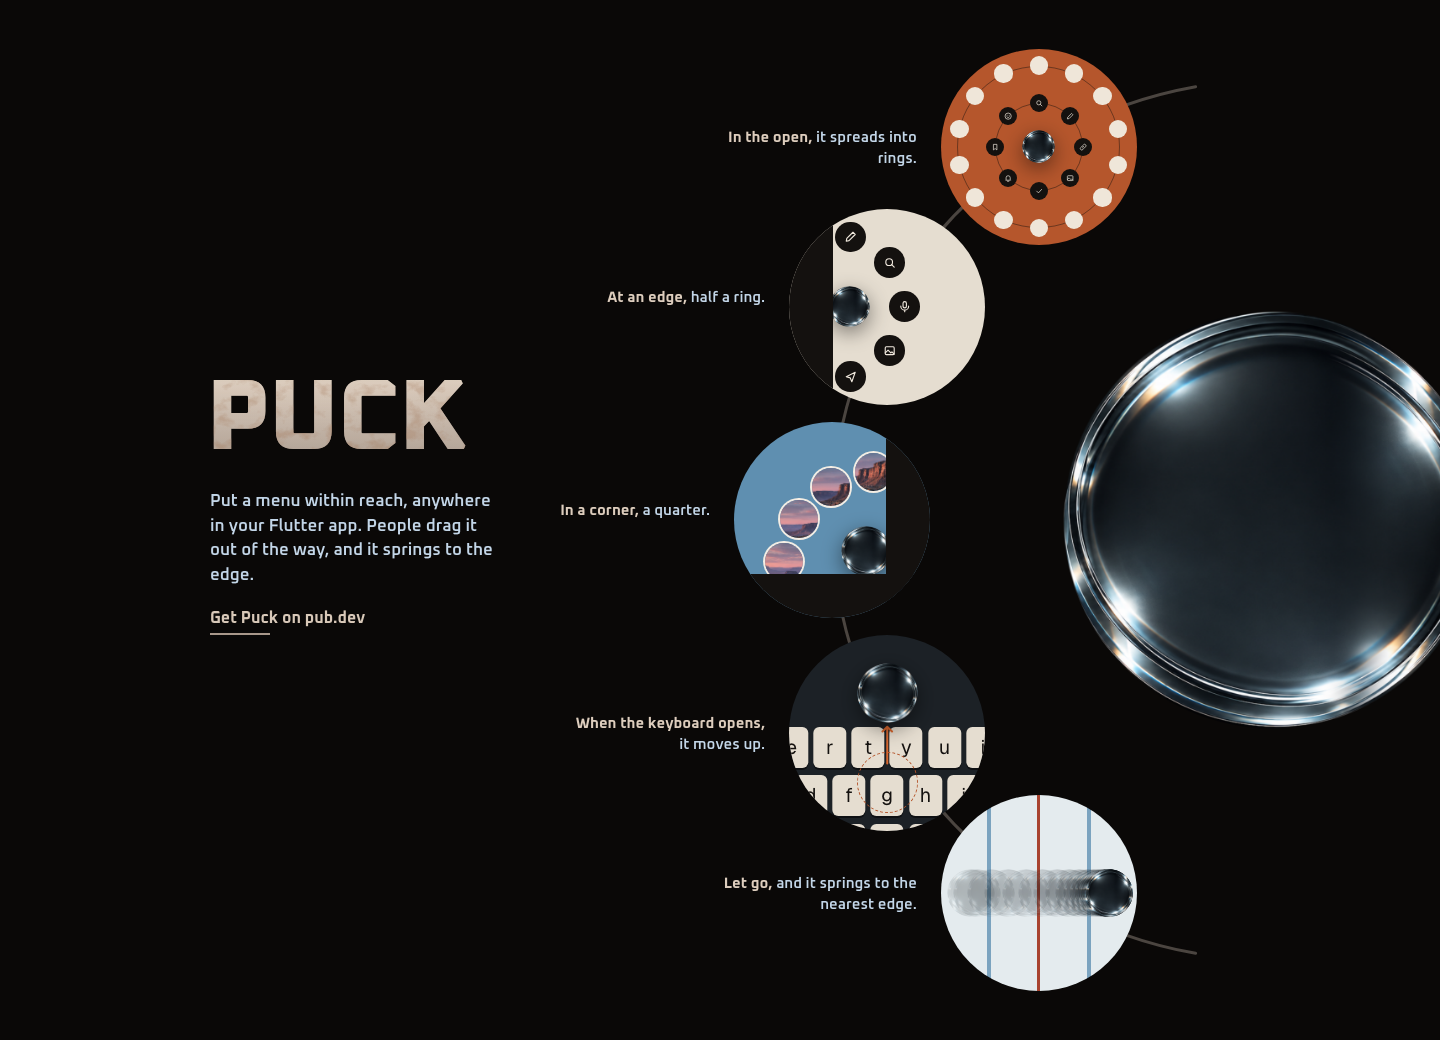 In the open, it spreads into
rings.
At an edge, half a ring.
PUCK
Put a menu within reach, anywhere
in your Flutter app. People drag it
out of the way, and it springs to the
edge.
Get Puck on pub.dev
In a corner, a quarter.
When the keyboard opens,
it moves up.
e r t y u i
d f g h j
Let go, and it springs to the
nearest edge.